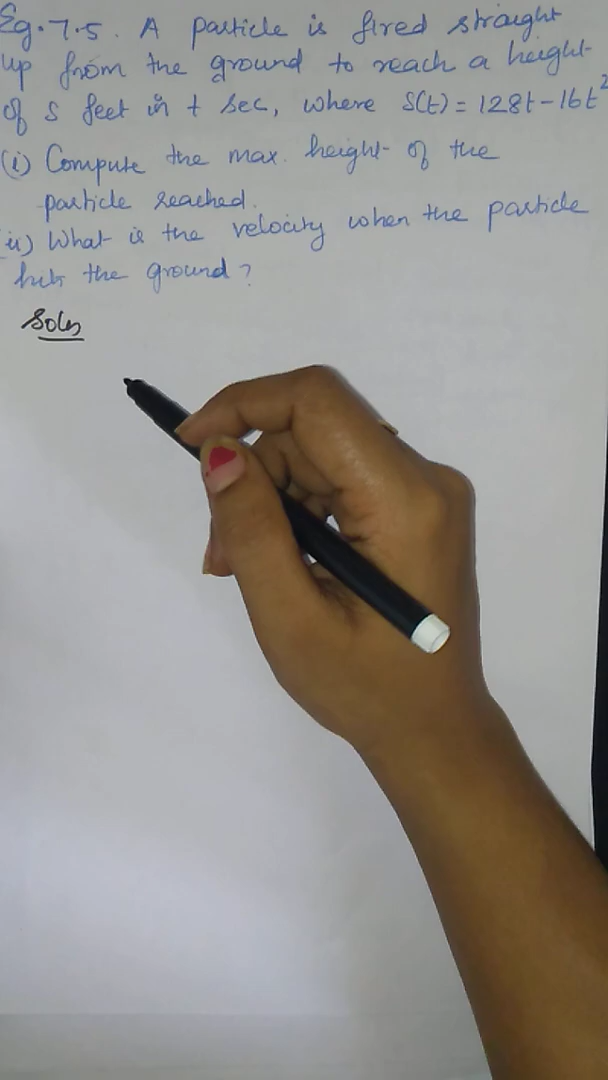 Eg. 7.5. A particle is fired straight
up from the ground to reach a height
of s feet in t sec, where s(t) = 128t - 16t²
(i) Compute the max. height of the
particle reached.
(ii) What is the velocity when the particle
hits the ground?
Soln